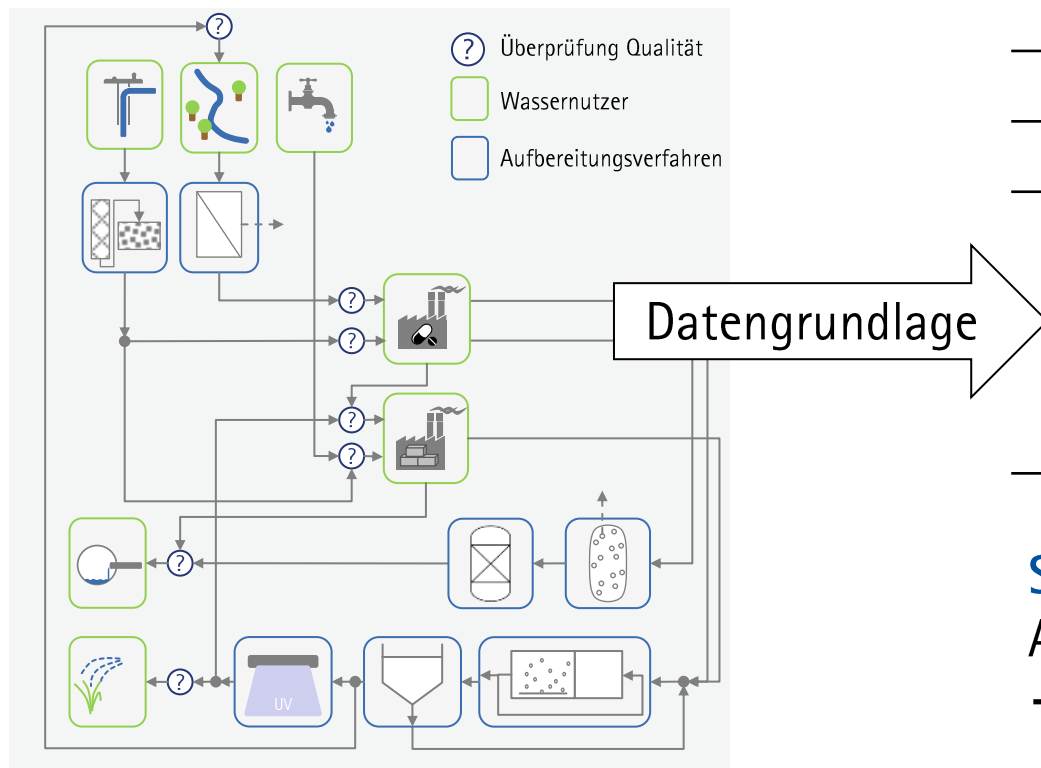 ?
? Überprüfung Qualität
Wassernutzer
Aufbereitungsverfahren
?
Datengrundlage
?
?
?
?
S
A
?
UV